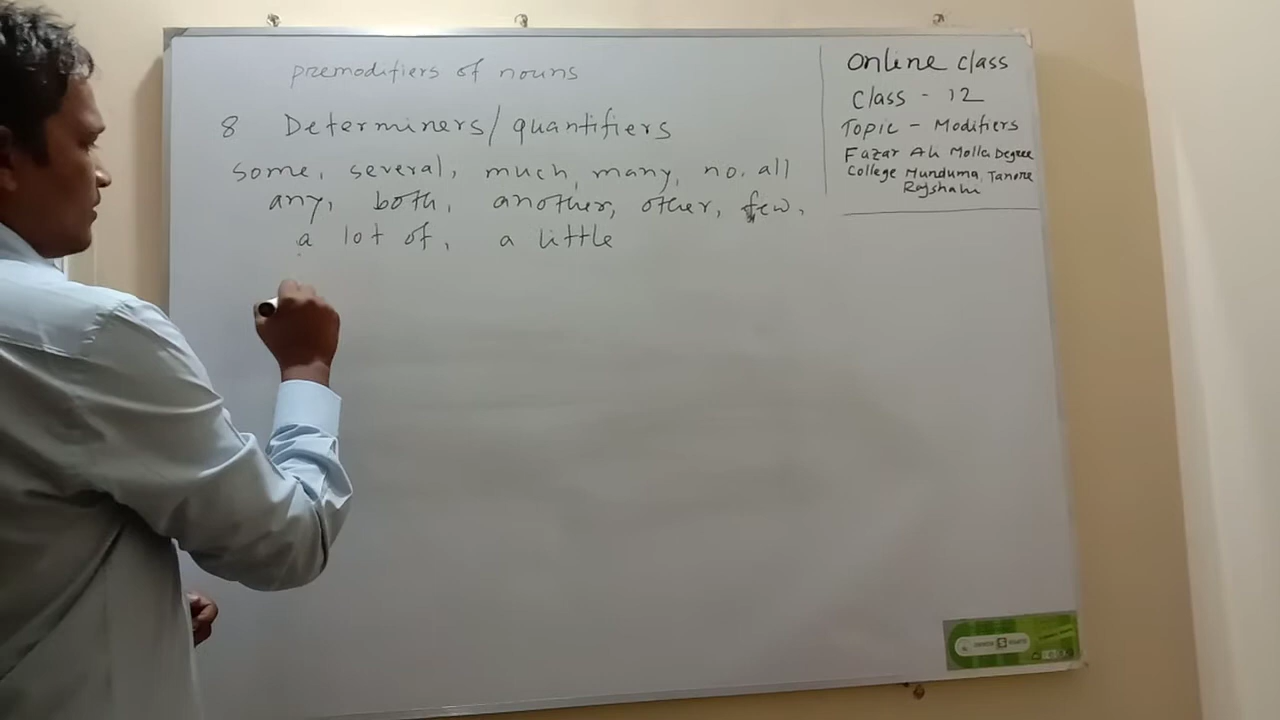 premodifiers of nouns
8 Determiners/quantifiers
some, several, much, many, no, all
any, both, another, other, few,
a lot of, a little
Online class
Class - 12
Topic - Modifiers
Fazar Ali Molla Degree
College Munduma, Tanore
Rajshahi